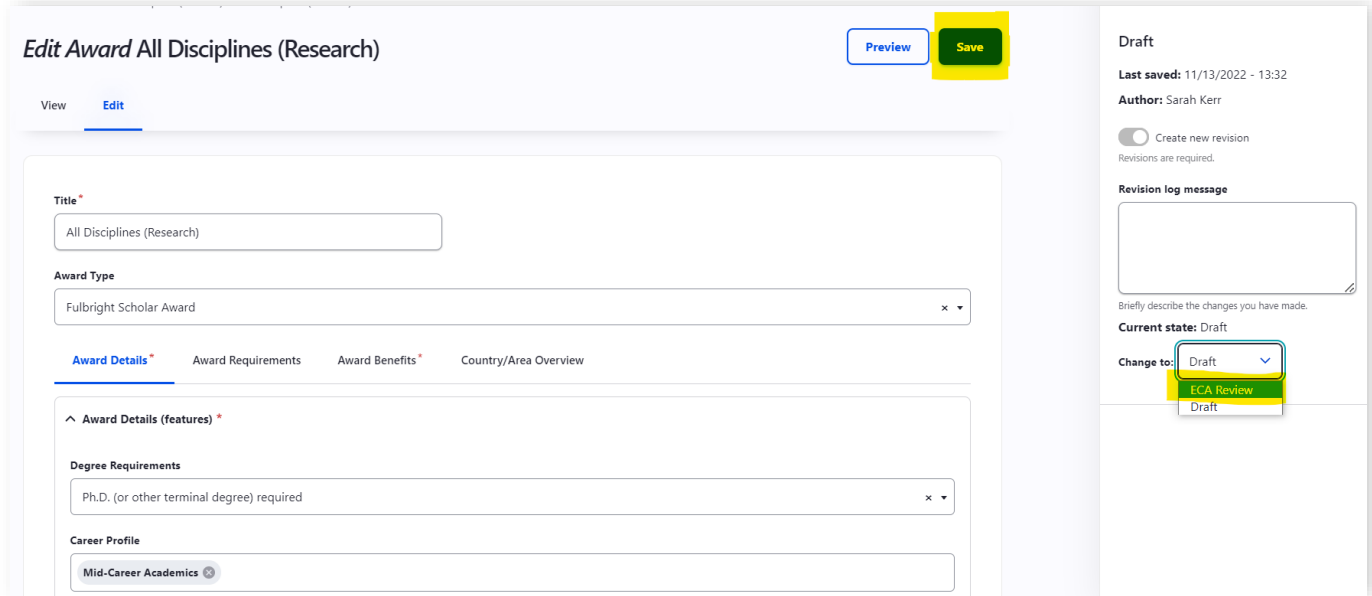 Edit Award All Disciplines (Research)
Preview
Save
View
Edit
Title*
All Disciplines (Research)
Award Type
Fulbright Scholar Award
Award Details*
Award Requirements
Award Benefits*
Country/Area Overview
Award Details (features) *
Degree Requirements
Ph.D. (or other terminal degree) required
Career Profile
Mid-Career Academics
Draft
Last saved: 11/13/2022 - 13:32
Author: Sarah Kerr
Create new revision
Revisions are required.
Revision log message
Briefly describe the changes you have made.
Current state: Draft
Change to: Draft
ECA Review
Draft